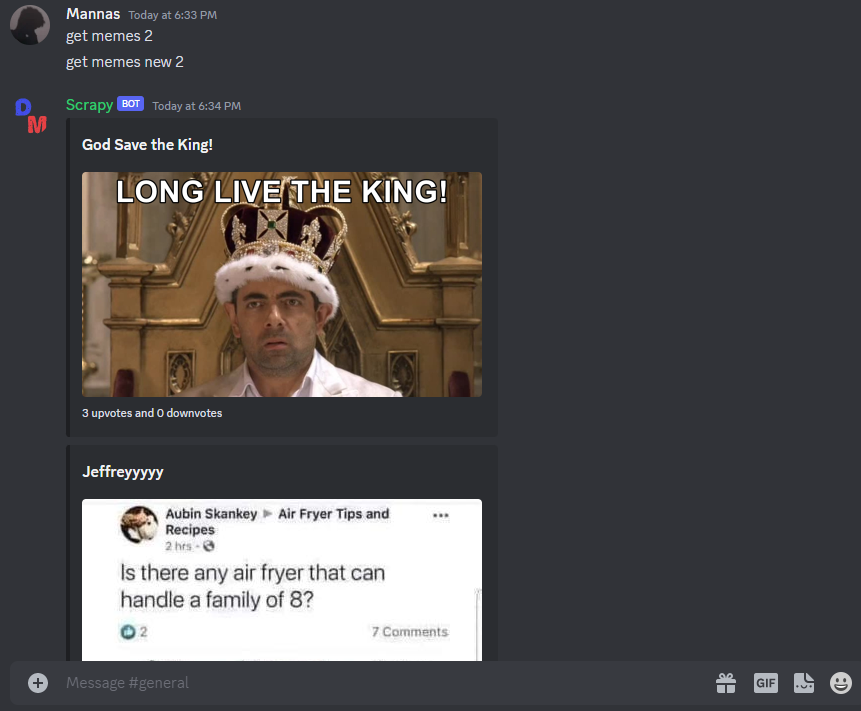 Mannas Today at 6:33 PM
get memes 2
get memes new 2
D
M
Scrapy BOT Today at 6:34 PM
God Save the King!
LONG LIVE THE KING!
3 upvotes and 0 downvotes
Jeffreyyyyy
Aubin Skankey ▸ Air Fryer Tips and
Recipes
2 hrs •
Is there any air fryer that can
handle a family of 8?
2 7 Comments
Message #general
GIF